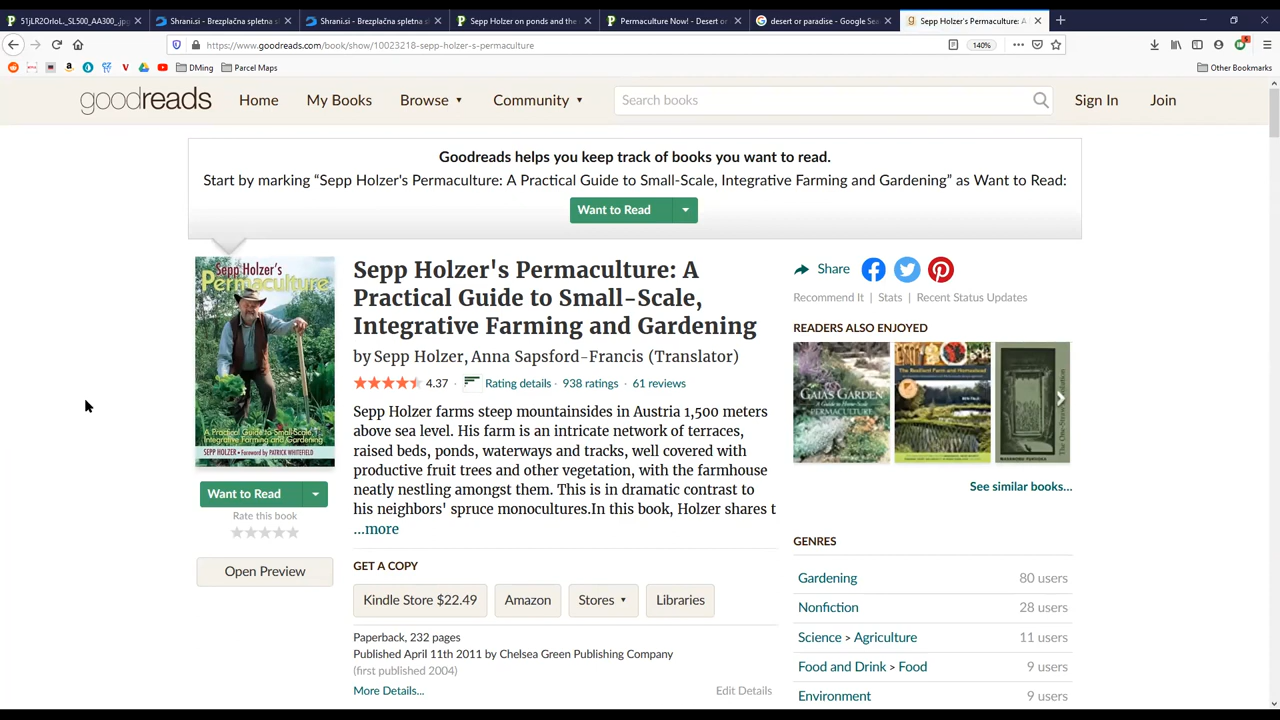 51jLR2OrIoL._SL500_AA300_.jpg
Shrani.si - Brezplačna spletna s
Shrani.si - Brezplačna spletna s
Sepp Holzer on ponds and the
Permaculture Now! - Desert or
desert or paradise - Google Sea
Sepp Holzer's Permaculture: A
https://www.goodreads.com/book/show/10023218-sepp-holzer-s-permaculture
140%
5
DMing
Parcel Maps
Other Bookmarks
goodreads
Home
My Books
Browse
Community
Search books
Sign In
Join
Goodreads helps you keep track of books you want to read.
Start by marking “Sepp Holzer's Permaculture: A Practical Guide to Small-Scale, Integrative Farming and Gardening” as Want to Read:
Want to Read
Sepp Holzer's
Permaculture
A Practical Guide to Small-Scale,
Integrative Farming and Gardening
SEPP HOLZER • Foreword by PATRICK WHITEFIELD
Want to Read
Rate this book
Open Preview
Sepp Holzer's Permaculture: A
Practical Guide to Small-Scale,
Integrative Farming and Gardening
by Sepp Holzer, Anna Sapsford-Francis (Translator)
4.37 · Rating details · 938 ratings · 61 reviews
Sepp Holzer farms steep mountainsides in Austria 1,500 meters
above sea level. His farm is an intricate network of terraces,
raised beds, ponds, waterways and tracks, well covered with
productive fruit trees and other vegetation, with the farmhouse
neatly nestling amongst them. This is in dramatic contrast to
his neighbors' spruce monocultures.In this book, Holzer shares t
...more
GET A COPY
Kindle Store $22.49
Amazon
Stores
Libraries
Paperback, 232 pages
Published April 11th 2011 by Chelsea Green Publishing Company
(first published 2004)
More Details...
Edit Details
Share
Recommend It | Stats | Recent Status Updates
READERS ALSO ENJOYED
GAIA'S GARDEN
See similar books…
GENRES
Gardening 80 users
Nonfiction 28 users
Science > Agriculture 11 users
Food and Drink > Food 9 users
Environment 9 users